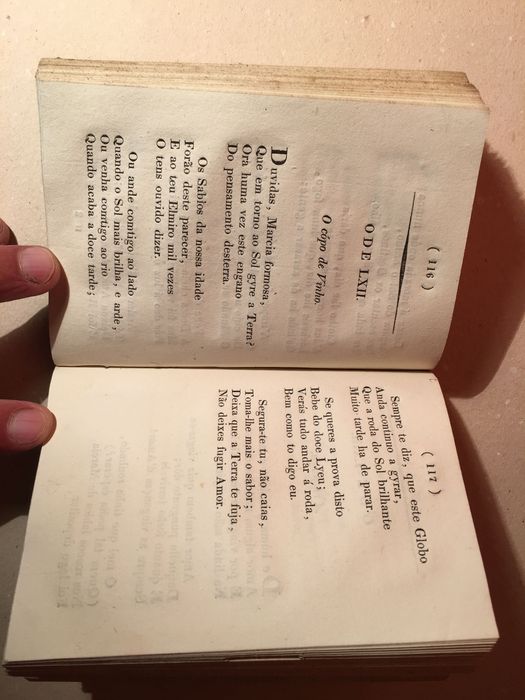 ( 116 )
ODE LXII.
O cópo de Vinho.
Duvidas, Marcia formosa,
Que em torno ao Sol gyre a Terra?
Ora huma vez este engano
Do pensamento desterra.
Os Sabios da nossa idade
Forão deste parecer,
E ao teu Elmiro mil vezes
O tens ouvido dizer.
Ou ande comtigo ao lado
Quando o Sol mais brilha, e arde,
Ou venha comtigo ao rio
Quando acaba a doce tarde;
( 117 )
Sempre te diz, que este Globo
Anda continuo a gyrar,
Que a roda do Sol brilhante
Muito tarde ha de parar.
Se queres a prova disto
Bebe do doce Lyeu;
Verás tudo andar á roda,
Bem como to digo eu.
Segura-te tu, não caias,
Toma-lhe mais o sabor;
Deixa que a Terra te fuja,
Não deixes fugir Amor.